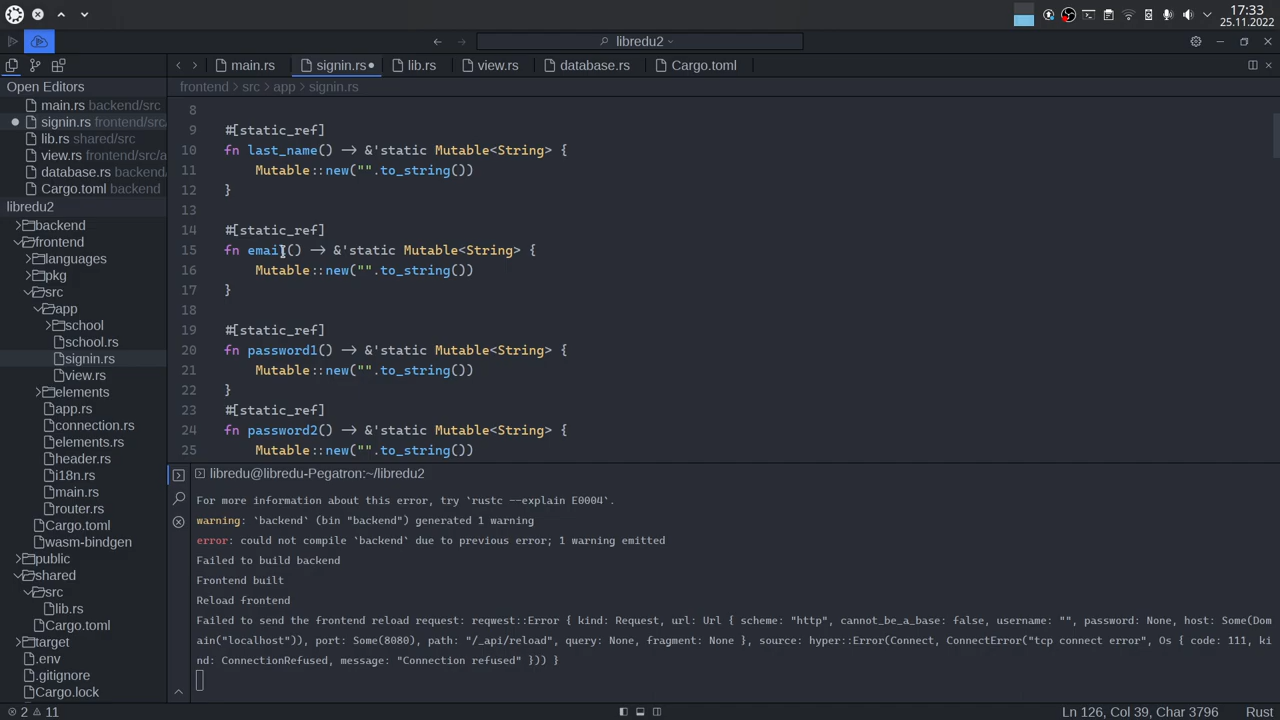 17:33
25.11.2022
libredu2
main.rs
signin.rs
lib.rs
view.rs
database.rs
Cargo.toml
Open Editors
main.rs backend/src
signin.rs frontend/src/
lib.rs shared/src
view.rs frontend/src/a
database.rs backend/
Cargo.toml backend
libredu2
backend
frontend
languages
pkg
src
app
school
school.rs
signin.rs
view.rs
elements
app.rs
connection.rs
elements.rs
header.rs
i18n.rs
main.rs
router.rs
Cargo.toml
wasm-bindgen
public
shared
src
lib.rs
Cargo.toml
target
.env
.gitignore
Cargo.lock
frontend src app signin.rs
8
9 #[static_ref]
10 fn last_name() -> &'static Mutable<String> {
11 Mutable::new("".to_string())
12 }
13
14 #[static_ref]
15 fn email() -> &'static Mutable<String> {
16 Mutable::new("".to_string())
17 }
18
19 #[static_ref]
20 fn password1() -> &'static Mutable<String> {
21 Mutable::new("".to_string())
22 }
23 #[static_ref]
24 fn password2() -> &'static Mutable<String> {
25 Mutable::new("".to_string())
libredu@libredu-Pegatron:~/libredu2
For more information about this error, try `rustc --explain E0004`.
warning: `backend` (bin "backend") generated 1 warning
error: could not compile `backend` due to previous error; 1 warning emitted
Failed to build backend
Frontend built
Reload frontend
Failed to send the frontend reload request: reqwest::Error { kind: Request, url: Url { scheme: "http", cannot_be_a_base: false, username: "", password: None, host: Some(Dom
ain("localhost")), port: Some(8080), path: "/_api/reload", query: None, fragment: None }, source: hyper::Error(Connect, ConnectError("tcp connect error", Os { code: 111, ki
nd: ConnectionRefused, message: "Connection refused" })) }
2 11
Ln 126, Col 39, Char 3796
Rust